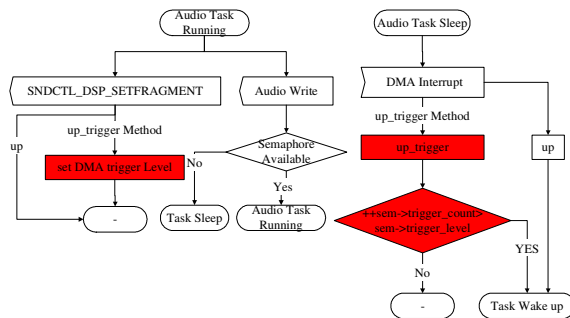 Audio Task
Running
SNDCTL_DSP_SETFRAGMENT
up
up_trigger Method
set DMA trigger Level
-
Audio Write
Semaphore
Available
No
Yes
Task Sleep
Audio Task
Running
Audio Task Sleep
DMA Interrupt
up_trigger Method
up_trigger
up
++sem->trigger_count>
sem->trigger_level
YES
No
-
Task Wake up